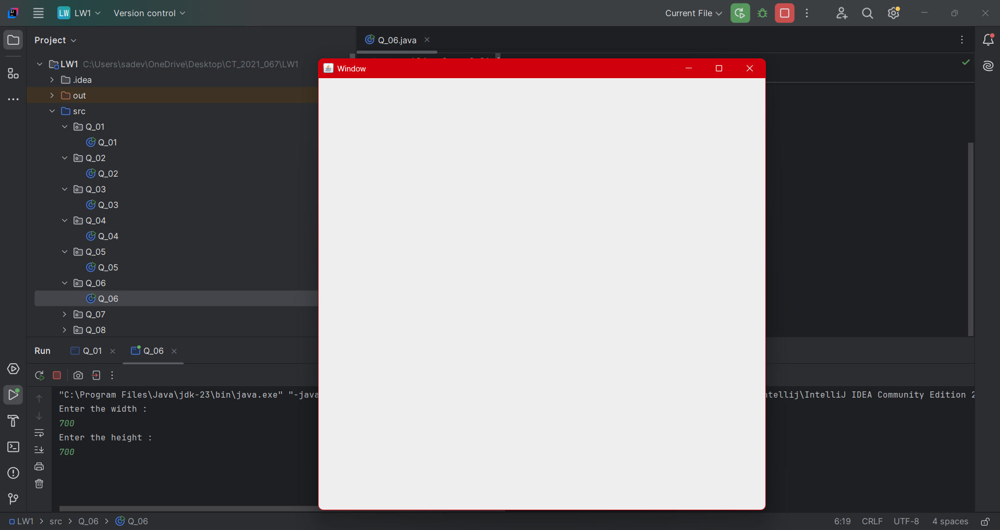 LW LW1 Version control Current File
Project
Q_06.java
LW1 C:\Users\sadev\OneDrive\Desktop\CT_2021_067\LW1
.idea
out
src
Q_01
Q_01
Q_02
Q_02
Q_03
Q_03
Q_04
Q_04
Q_05
Q_05
Q_06
Q_06
Q_07
Q_08
Window
Run Q_01 Q_06
"C:\Program Files\Java\jdk-23\bin\java.exe" "-java ntellij\IntelliJ IDEA Community Edition 2
Enter the width :
700
Enter the height :
700
LW1 > src > Q_06 > Q_06 6:19 CRLF UTF-8 4 spaces